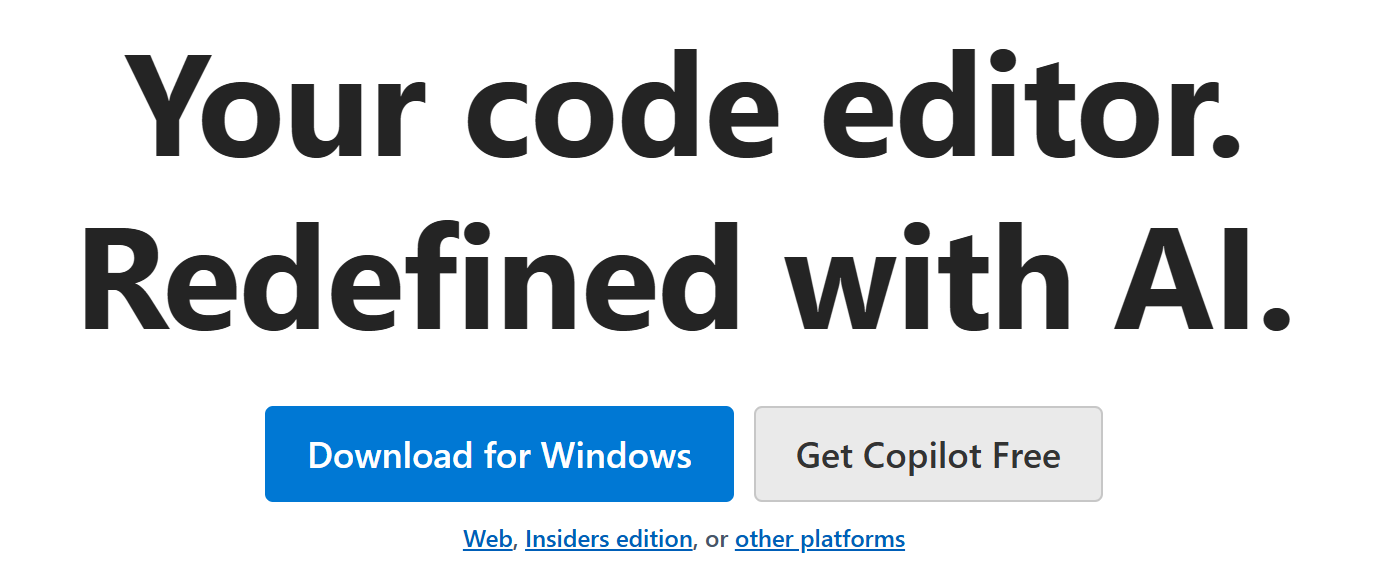 Your code editor.
Redefined with AI.
Download for Windows
Get Copilot Free
Web, Insiders edition, or other platforms